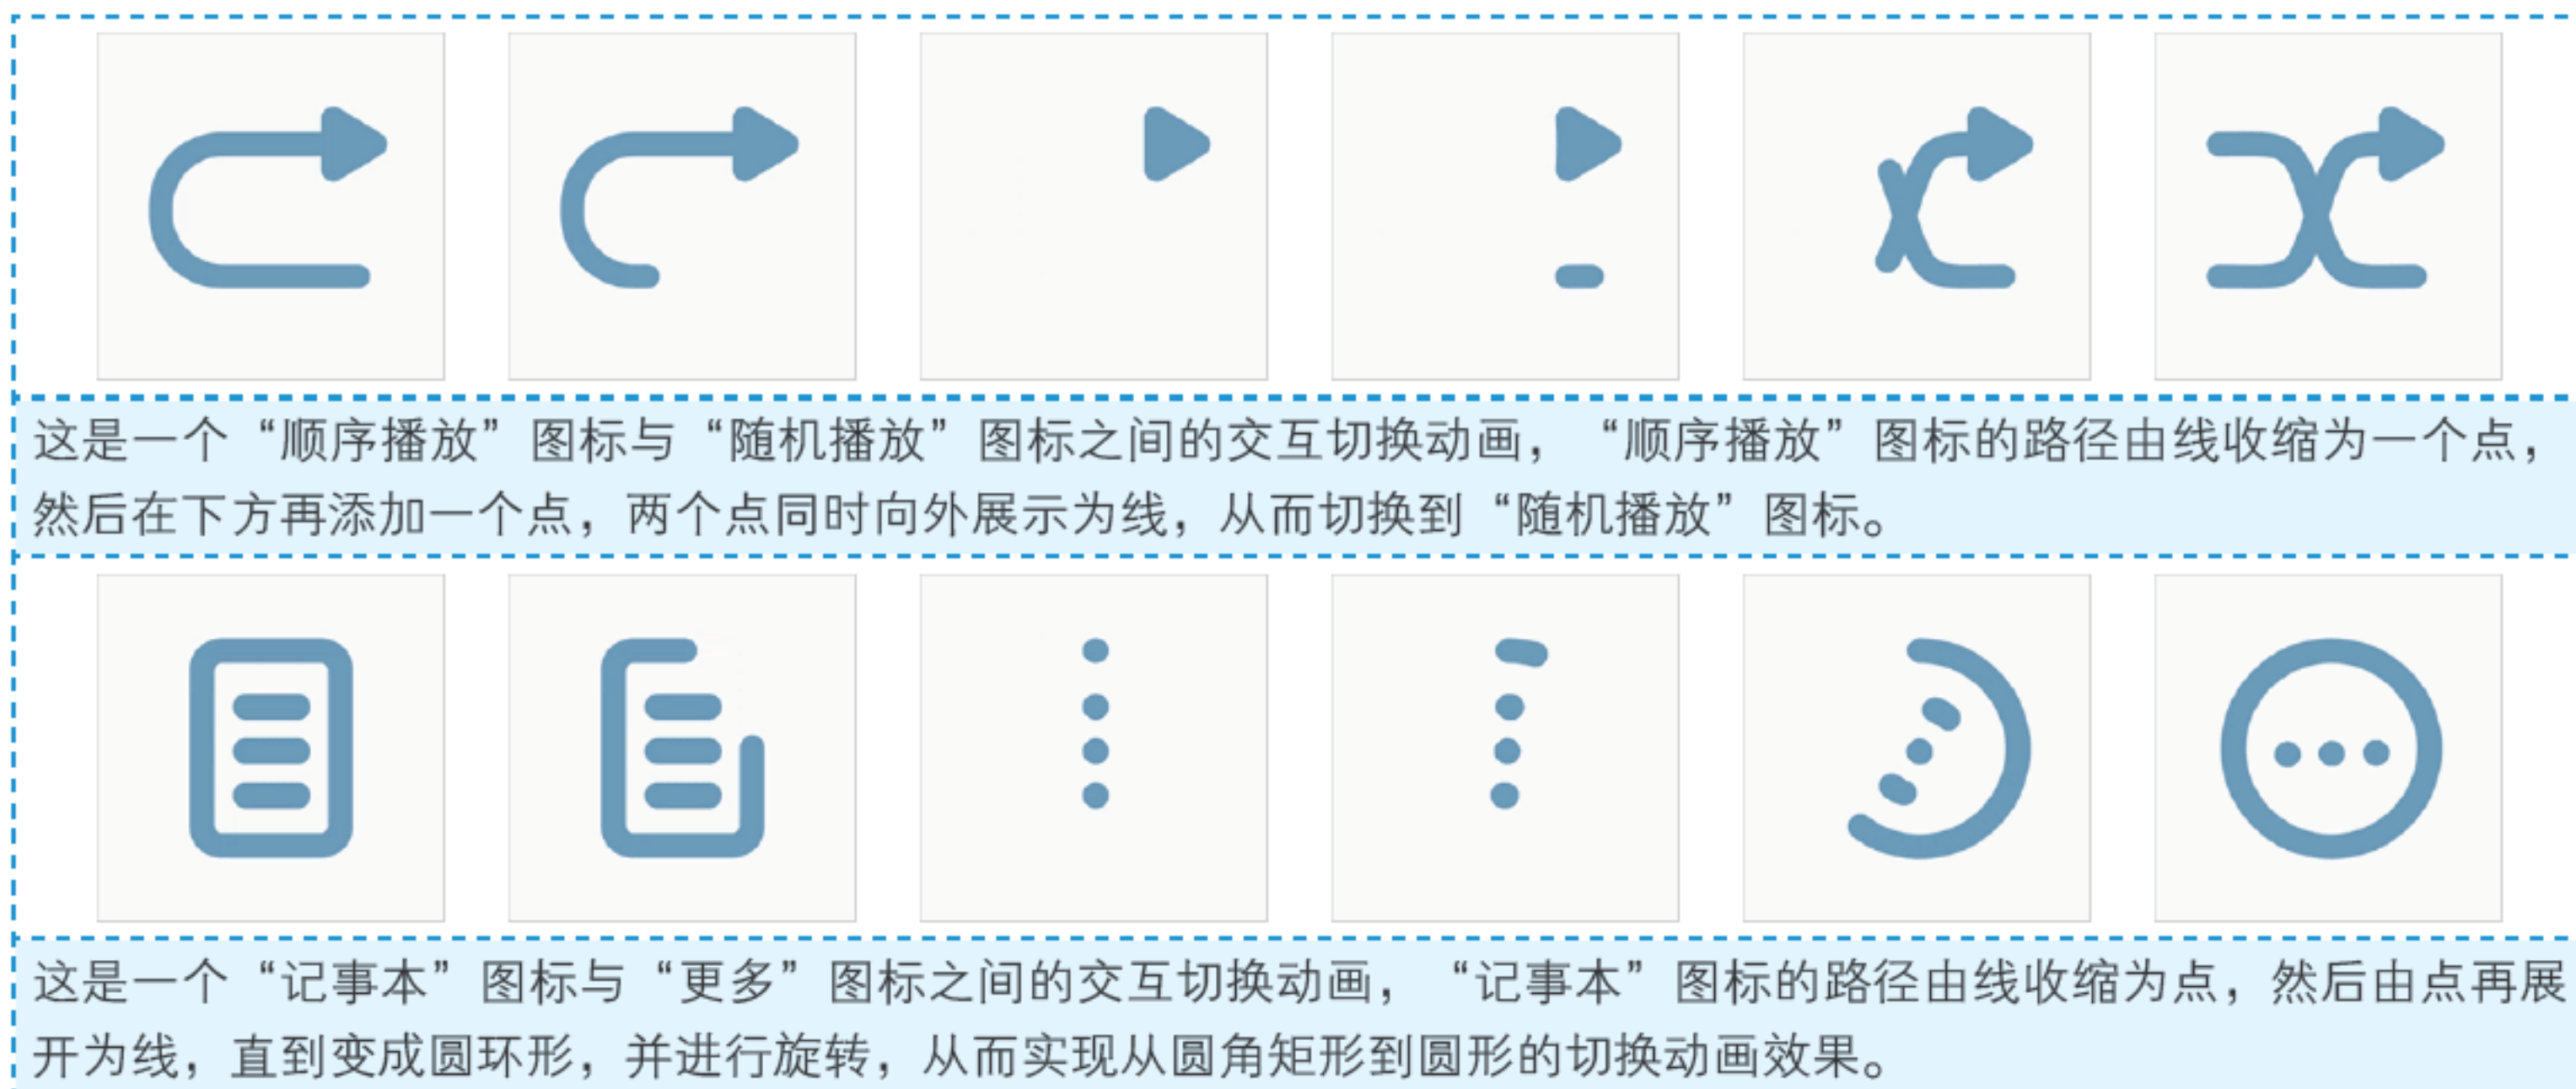 这是一个“顺序播放”图标与“随机播放”图标之间的交互切换动画，“顺序播放”图标的路径由线收缩为一个点，
然后在下方再添加一个点，两个点同时向外展示为线，从而切换到“随机播放”图标。
这是一个“记事本”图标与“更多”图标之间的交互切换动画，“记事本”图标的路径由线收缩为点，然后由点再展
开为线，直到变成圆环形，并进行旋转，从而实现从圆角矩形到圆形的切换动画效果。